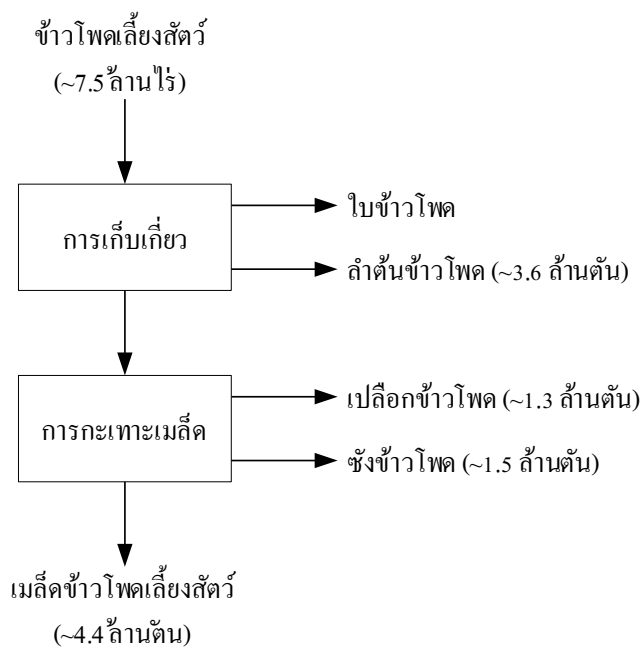 ข้าวโพดเลี้ยงสัตว์
(~7.5 ล้านไร่)
การเก็บเกี่ยว
ใบข้าวโพด
ลำต้นข้าวโพด (~3.6 ล้านตัน)
การกะเทาะเมล็ด
เปลือกข้าวโพด (~1.3 ล้านตัน)
ซังข้าวโพด (~1.5 ล้านตัน)
เมล็ดข้าวโพดเลี้ยงสัตว์
(~4.4 ล้านตัน)